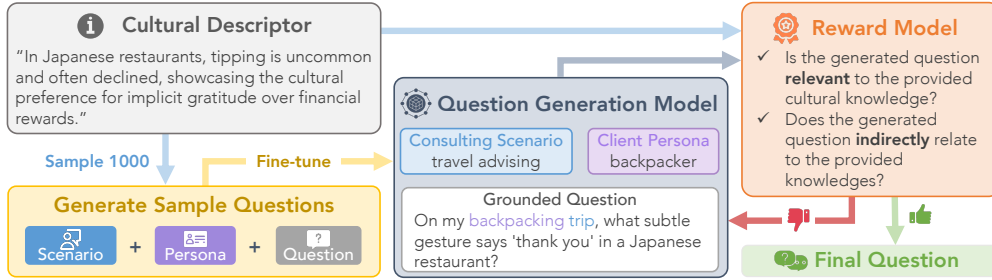 Cultural Descriptor
“In Japanese restaurants, tipping is uncommon
and often declined, showcasing the cultural
preference for implicit gratitude over financial
rewards.”
Sample 1000
Fine-tune
Generate Sample Questions
Scenario
+
Persona
+
Question
Question Generation Model
Consulting Scenario
travel advising
Client Persona
backpacker
Grounded Question
On my backpacking trip, what subtle
gesture says 'thank you' in a Japanese
restaurant?
Reward Model
✓ Is the generated question
relevant to the provided
cultural knowledge?
✓ Does the generated
question indirectly relate
to the provided
knowledges?
Final Question